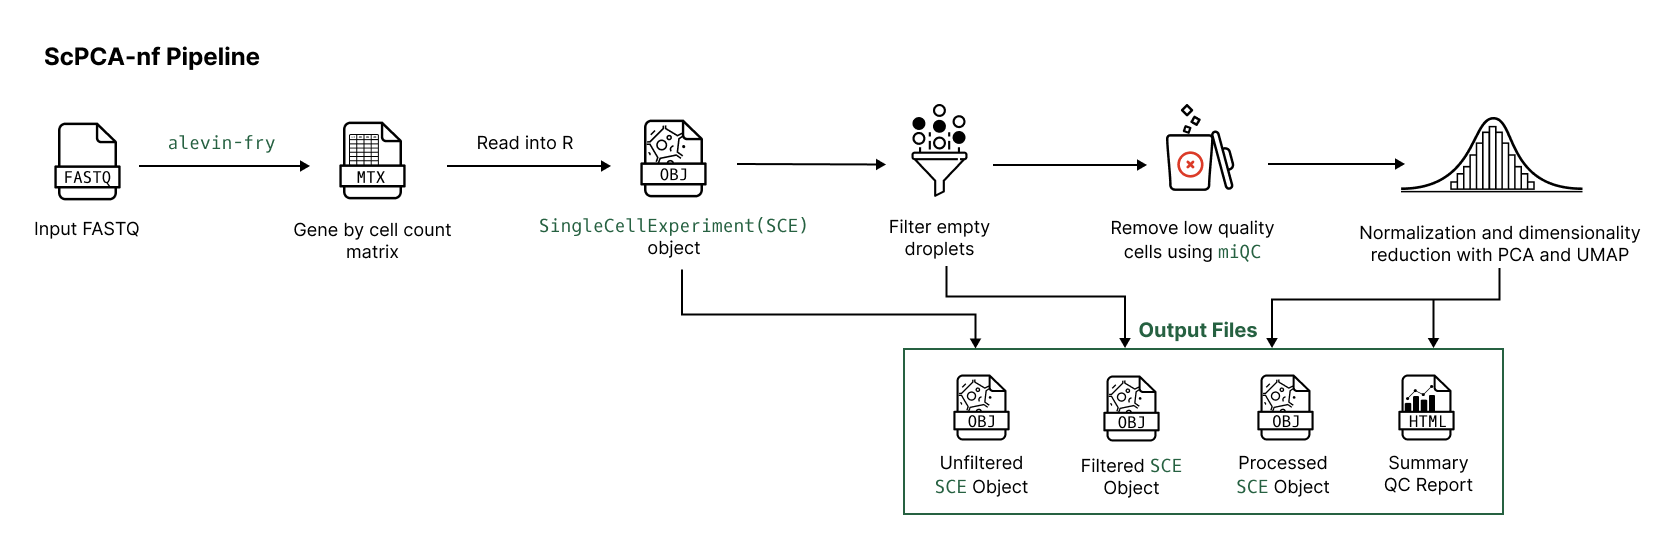 ScPCA-nf Pipeline
alevin-fry
Read into R
FASTQ
MTX
OBJ
Input FASTQ
Gene by cell count
matrix
SingleCellExperiment(SCE)
object
Filter empty
droplets
Remove low quality
cells using miQC
Normalization and dimensionality
reduction with PCA and UMAP
Output Files
OBJ
OBJ
OBJ
HTML
Unfiltered
SCE Object
Filtered SCE
Object
Processed
SCE Object
Summary
QC Report